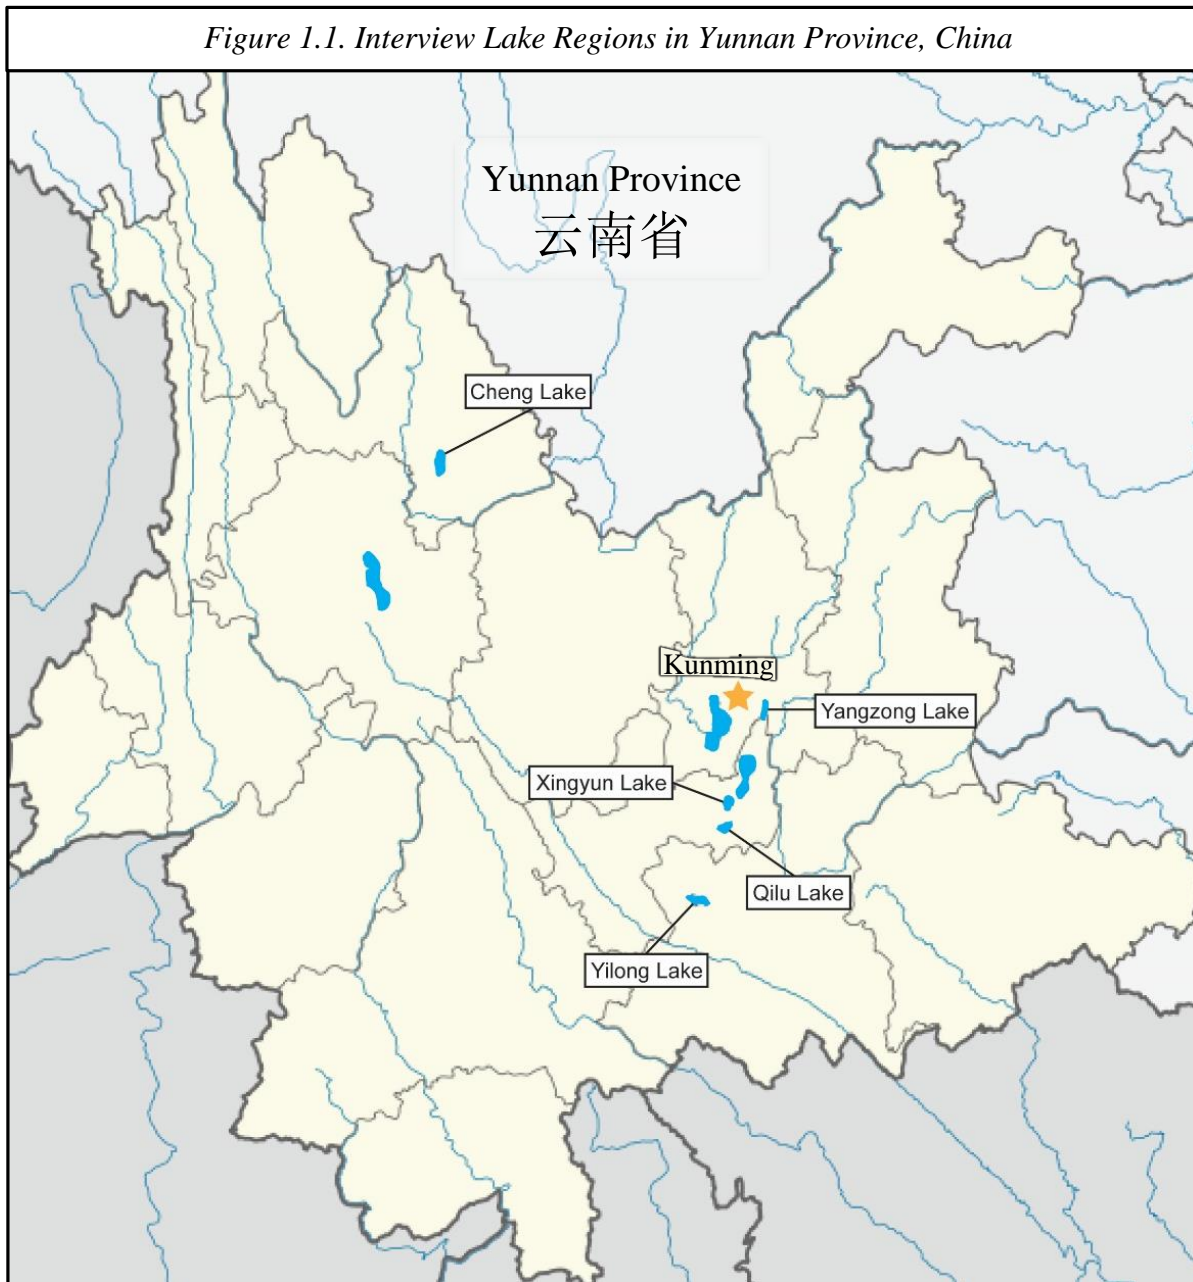 Figure 1.1. Interview Lake Regions in Yunnan Province, China
Yunnan Province
云南省
Cheng Lake
Kunming
Yangzong Lake
Xingyun Lake
Qilu Lake
Yilong Lake